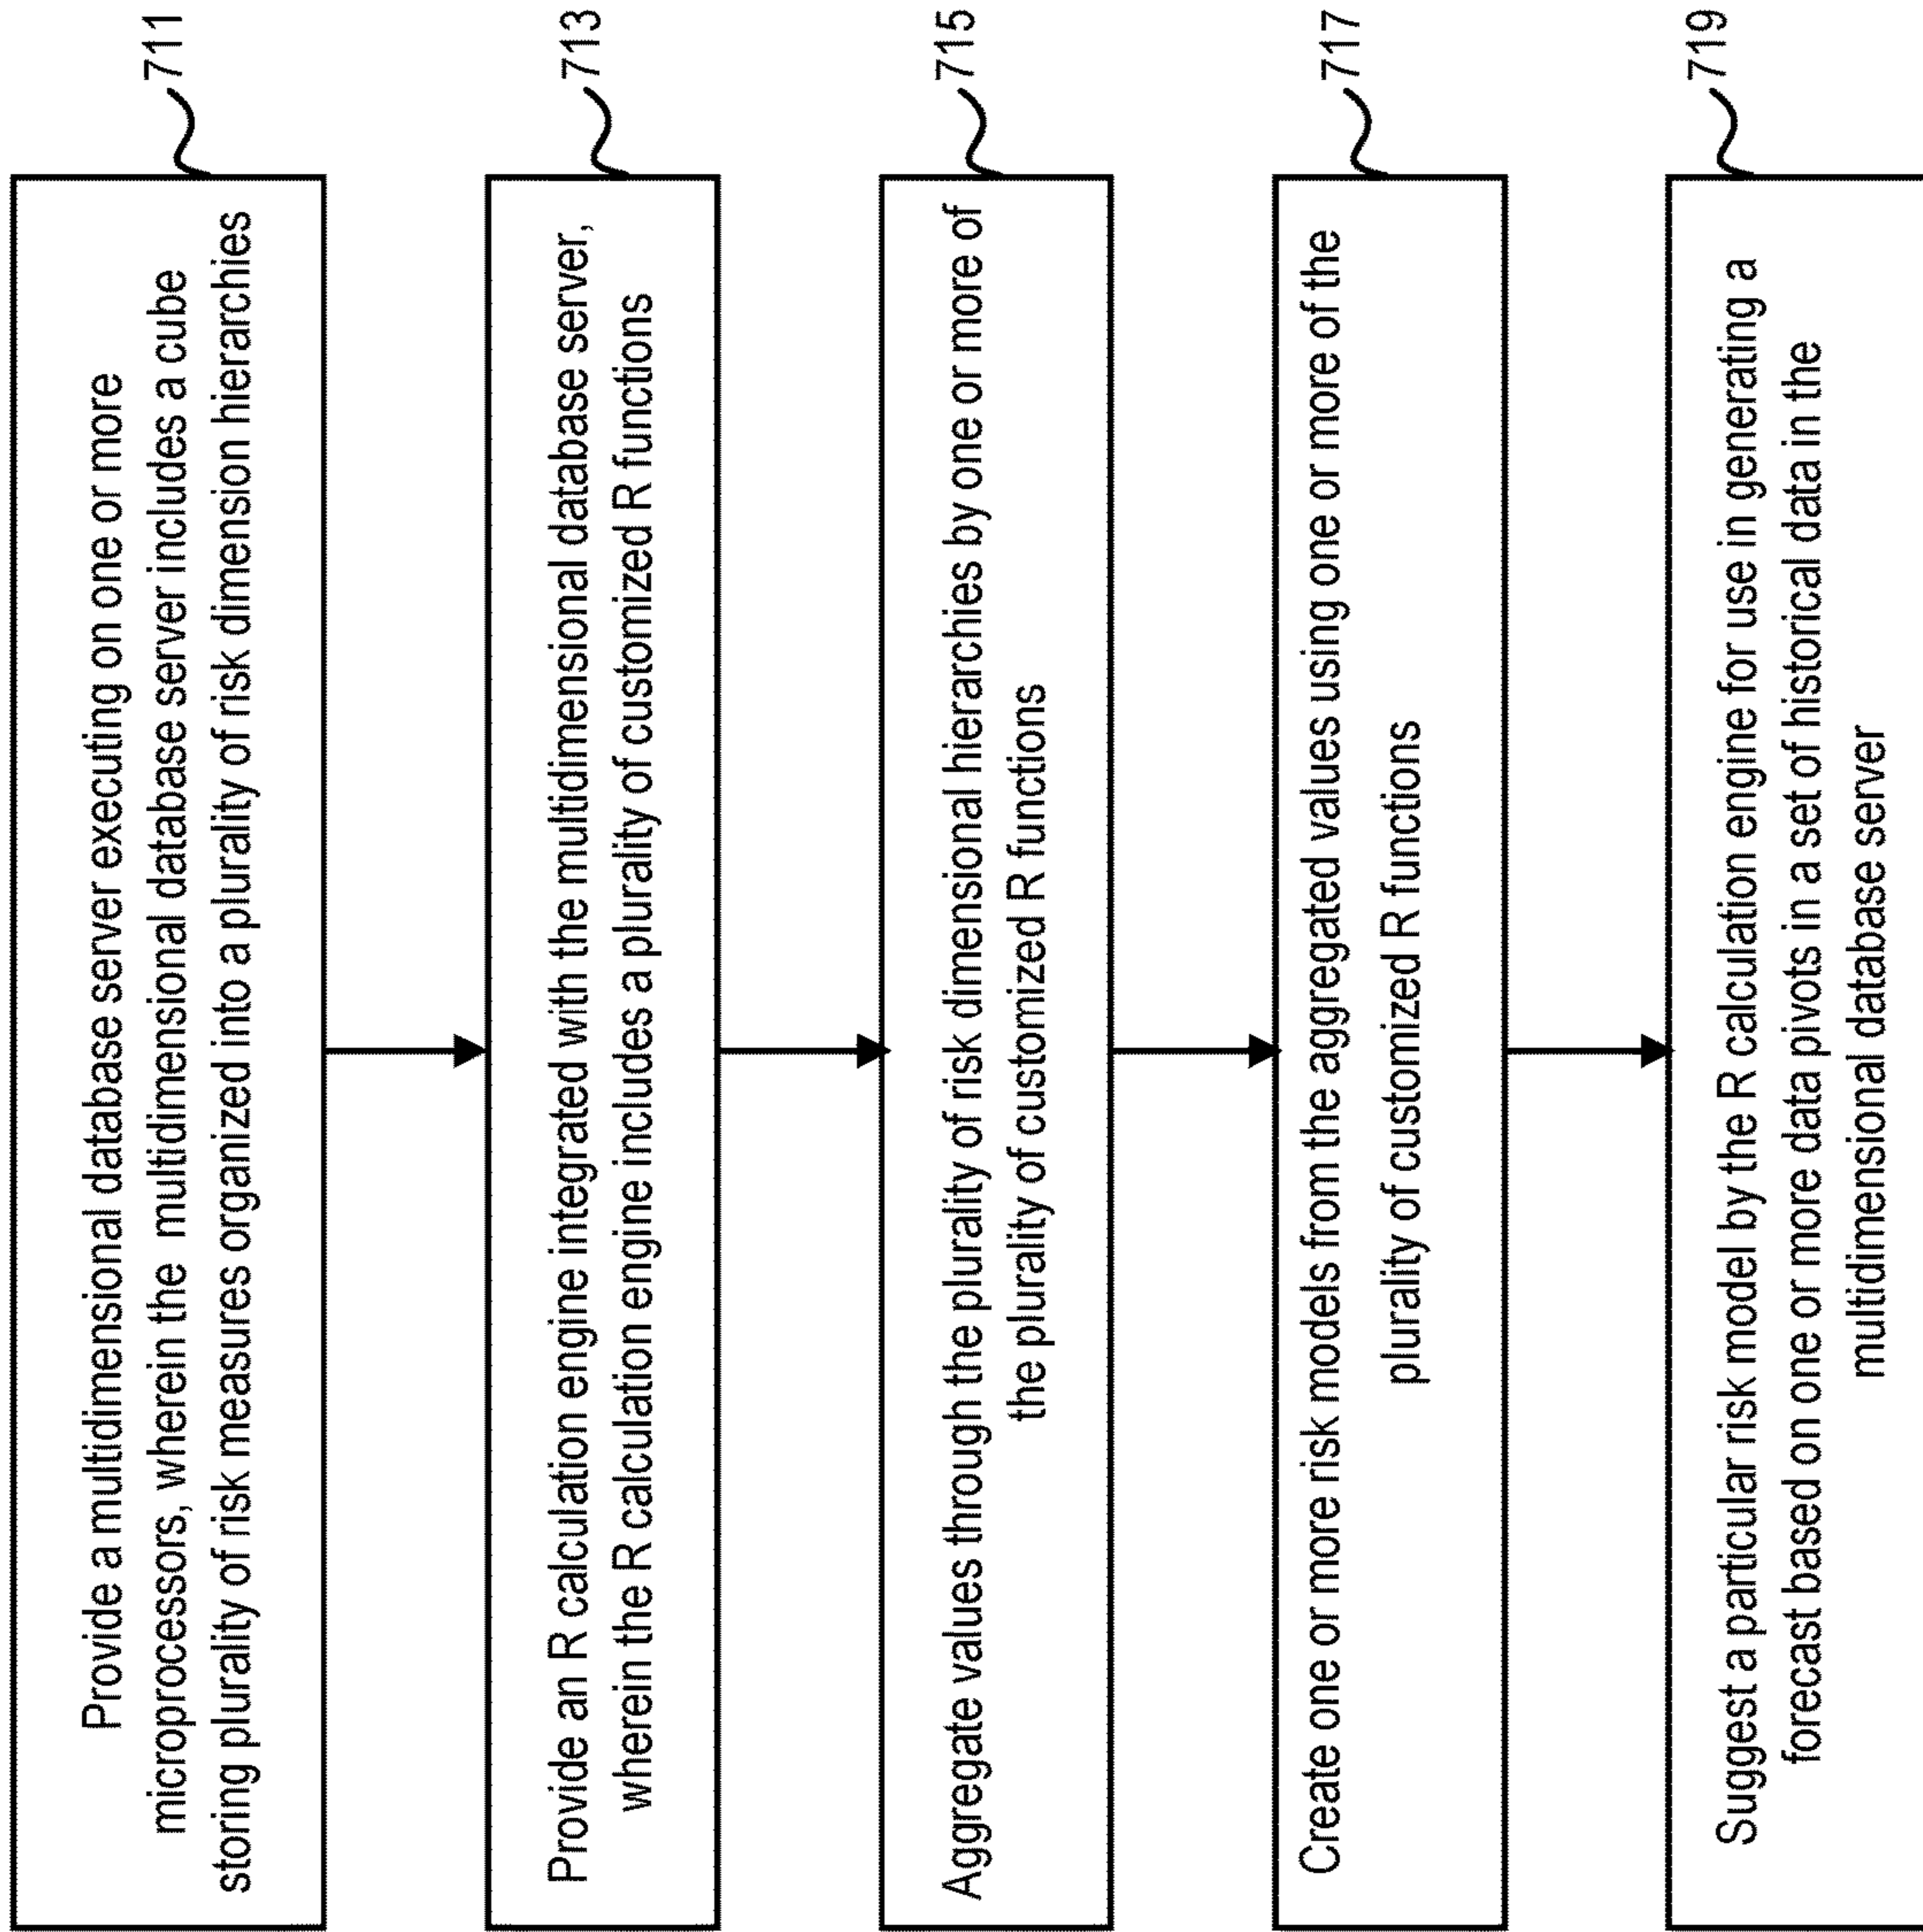 Provide a multidimensional database server executing on one or more
microprocessors, wherein the multidimensional database server includes a cube
storing plurality of risk measures organized into a plurality of risk dimension hierarchies
711
Provide an R calculation engine integrated with the multidimensional database server,
wherein the R calculation engine includes a plurality of customized R functions
713
Aggregate values through the plurality of risk dimensional hierarchies by one or more of
the plurality of customized R functions
715
Create one or more risk models from the aggregated values using one or more of the
plurality of customized R functions
717
Suggest a particular risk model by the R calculation engine for use in generating a
forecast based on one or more data pivots in a set of historical data in the
multidimensional database server
719